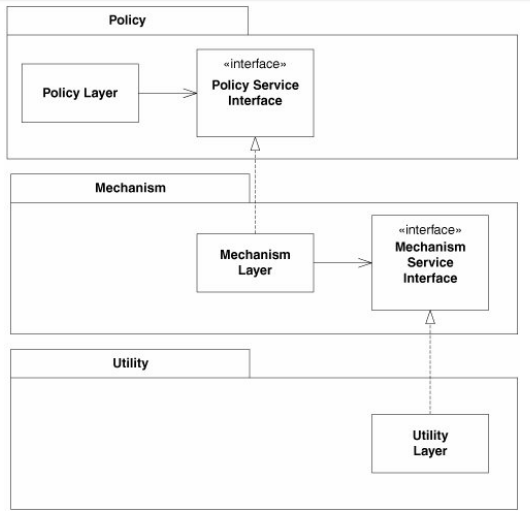 Policy
Policy Layer
«interface»
Policy Service
Interface
Mechanism
Mechanism
Layer
«interface»
Mechanism
Service
Interface
Utility
Utility
Layer